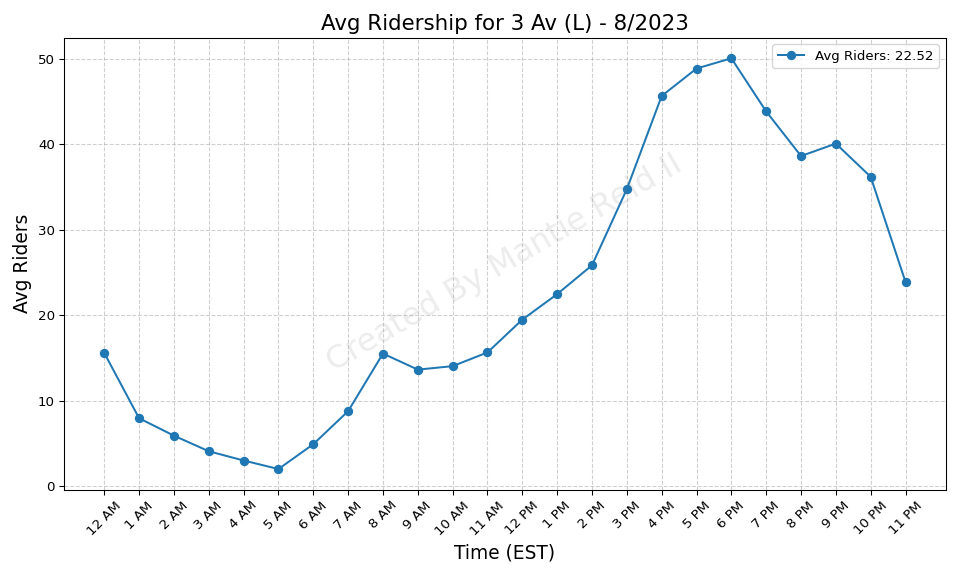 Avg Ridership for 3 Av (L) - 8/2023
Avg Riders: 22.52
50
40
30
20
10
0
Avg Riders
Created By Mantie Reid II
12 AM
1 AM
2 AM
3 AM
4 AM
5 AM
6 AM
7 AM
8 AM
9 AM
10 AM
11 AM
12 PM
1 PM
2 PM
3 PM
4 PM
5 PM
6 PM
7 PM
8 PM
9 PM
10 PM
11 PM
Time (EST)